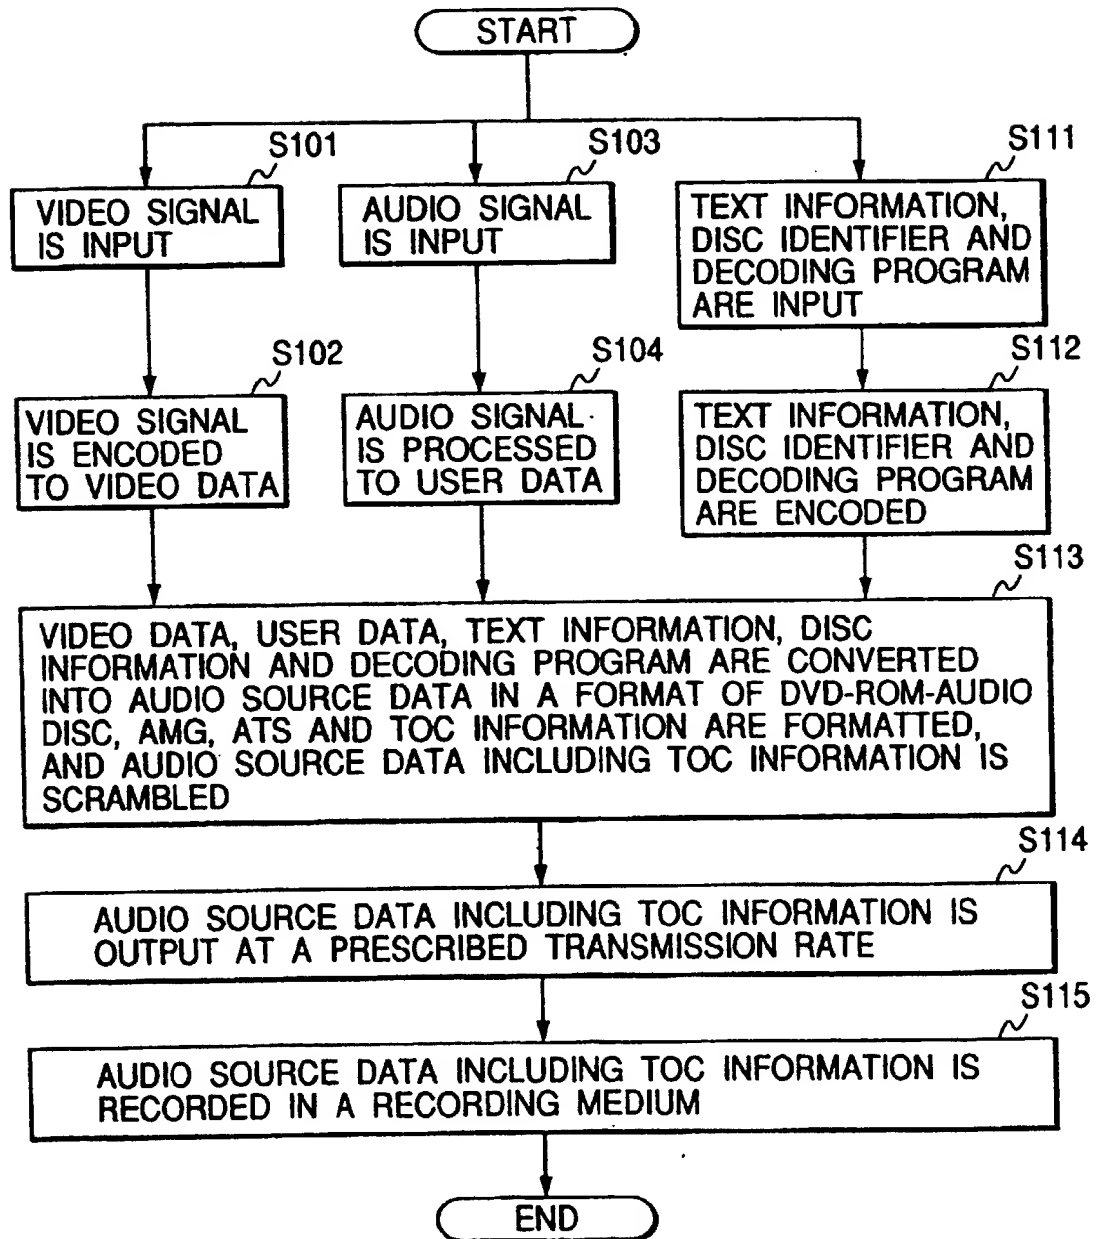 START
S101
S103
S111
VIDEO SIGNAL
IS INPUT
AUDIO SIGNAL
IS INPUT
TEXT INFORMATION,
DISC IDENTIFIER AND
DECODING PROGRAM
ARE INPUT
S102
S104
S112
VIDEO SIGNAL
IS ENCODED
TO VIDEO DATA
AUDIO SIGNAL
IS PROCESSED
TO USER DATA
TEXT INFORMATION,
DISC IDENTIFIER AND
DECODING PROGRAM
ARE ENCODED
S113
VIDEO DATA, USER DATA, TEXT INFORMATION, DISC
INFORMATION AND DECODING PROGRAM ARE CONVERTED
INTO AUDIO SOURCE DATA IN A FORMAT OF DVD-ROM-AUDIO
DISC, AMG, ATS AND TOC INFORMATION ARE FORMATTED,
AND AUDIO SOURCE DATA INCLUDING TOC INFORMATION IS
SCRAMBLED
S114
AUDIO SOURCE DATA INCLUDING TOC INFORMATION IS
OUTPUT AT A PRESCRIBED TRANSMISSION RATE
S115
AUDIO SOURCE DATA INCLUDING TOC INFORMATION IS
RECORDED IN A RECORDING MEDIUM
END